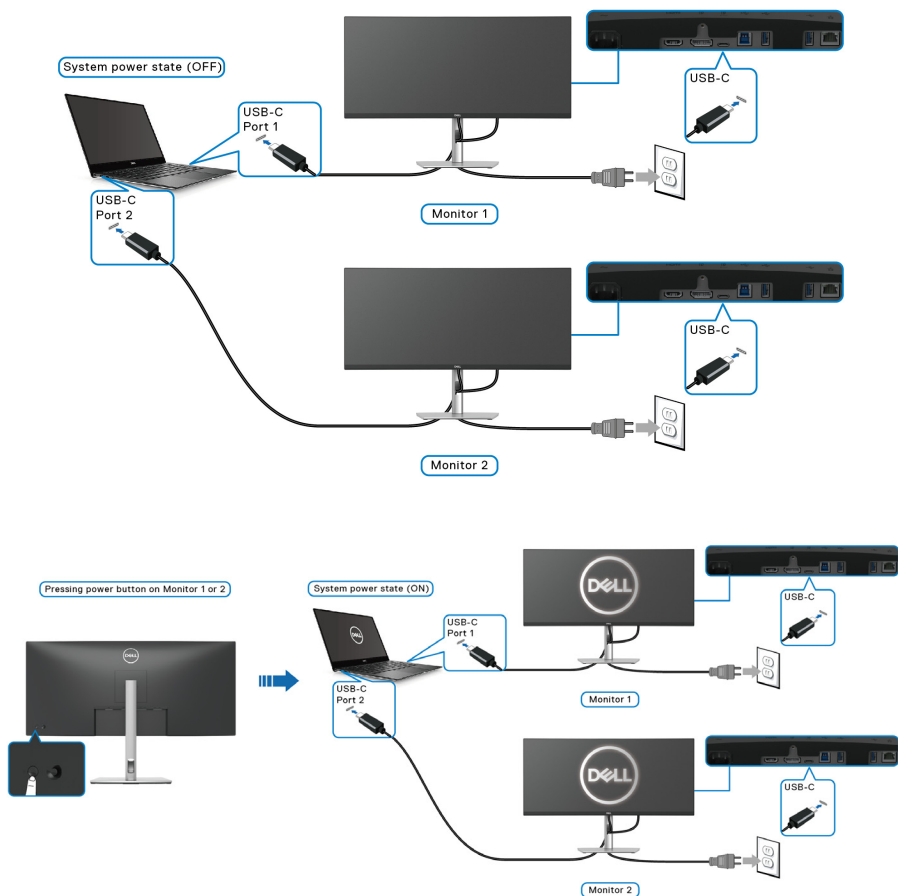 System power state (OFF)
USB-C
Port 1
USB-C
USB-C
Port 2
Monitor 1
USB-C
Monitor 2
Pressing power button on Monitor 1 or 2
System power state (ON)
DELL
DELL
DELL
USB-C
Port 1
USB-C
USB-C
Port 2
Monitor 1
DELL
USB-C
Monitor 2